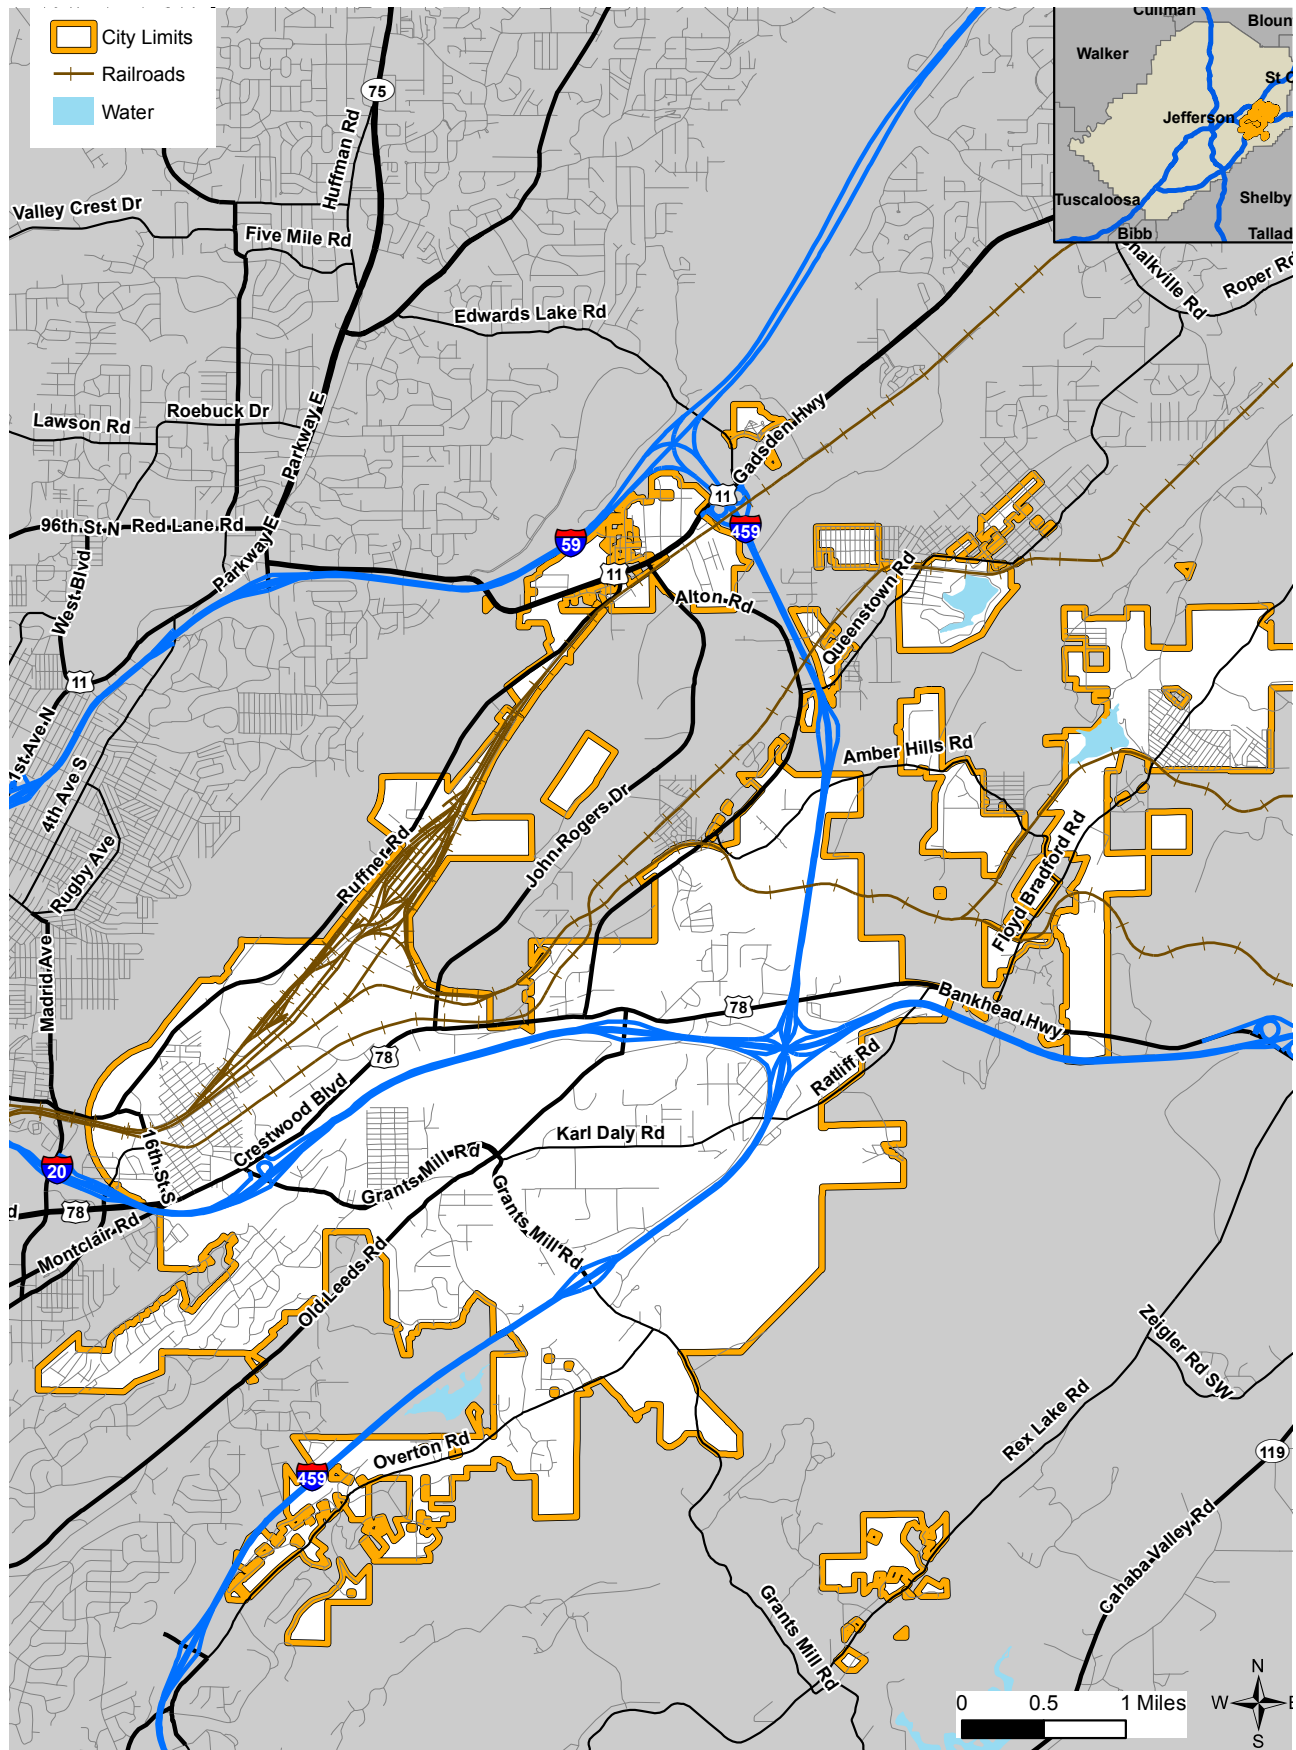 City Limits
Railroads
Water
Cullman
Walker
Jefferson
Tuscaloosa
Bibb
Shelby
75
Huffman Rd
Valley Crest Dr
Five Mile Rd
Edwards Lake Rd
Roper Rd
Lawson Rd
Roebuck Dr
Parkway E
Gadsden Hwy
11
459
59
11
96th St N
Red Lane Rd
Parkway E
West Blvd
Alton Rd
Queenstown Rd
11
1st Ave N
4th Ave S
Rugby Ave
Amber Hills Rd
John Rogers Dr
Ruffner Rd
Floyd Bradford Rd
Madrid Ave
Bankhead Hwy
78
78
Crestwood Blvd
Ratliff Rd
Karl Daly Rd
16th St S
20
Grants Mill Rd
Grants Mill Rd
78
Montclair Rd
Old Leeds Rd
Zeigler Rd SW
Rex Lake Rd
119
Overton Rd
459
Cahaba Valley Rd
Grants Mill Rd
0 0.5 1 Miles
N
W
S